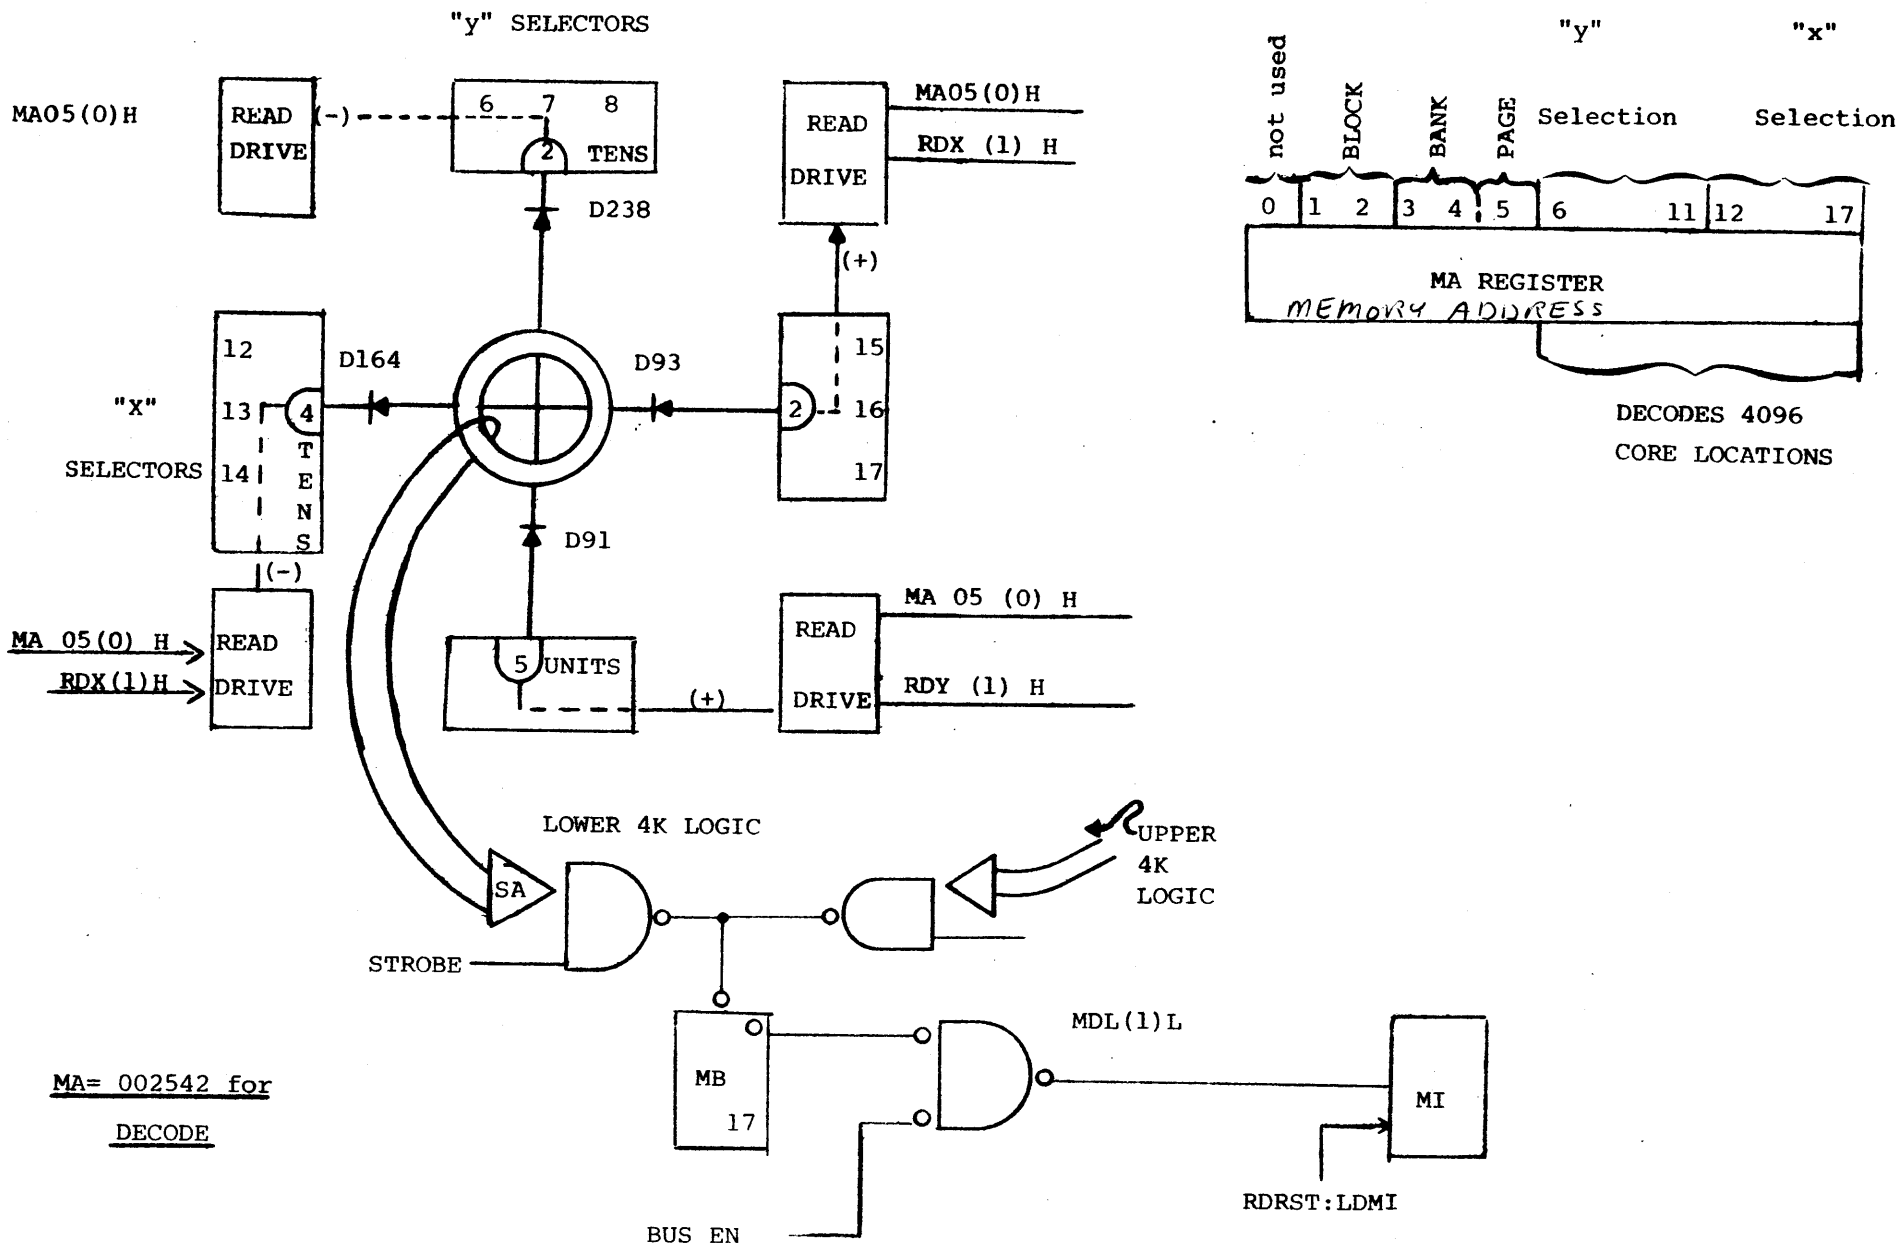 "y" SELECTORS
MA05(0)H
READ
DRIVE
(-)
6 7 8
2 TENS
D238
READ
DRIVE
MA05(0)H
RDX (1) H
(+)
"x"
SELECTORS
12
13
14
4
TENS
D164
D93
2
15
16
17
(-)
MA 05(0) H
RDX(1)H
READ
DRIVE
D91
5 UNITS
(+)
READ
DRIVE
MA 05 (0) H
RDY (1) H
LOWER 4K LOGIC
SA
STROBE
UPPER
4K
LOGIC
MB
17
MDL(1)L
MI
BUS EN
RDRST:LDMI
MA= 002542 for
DECODE
"y" "x"
not used
BLOCK
BANK
PAGE
Selection Selection
0 1 2 3 4 5 6 11 12 17
MA REGISTER
MEMORY ADDRESS
DECODES 4096
CORE LOCATIONS